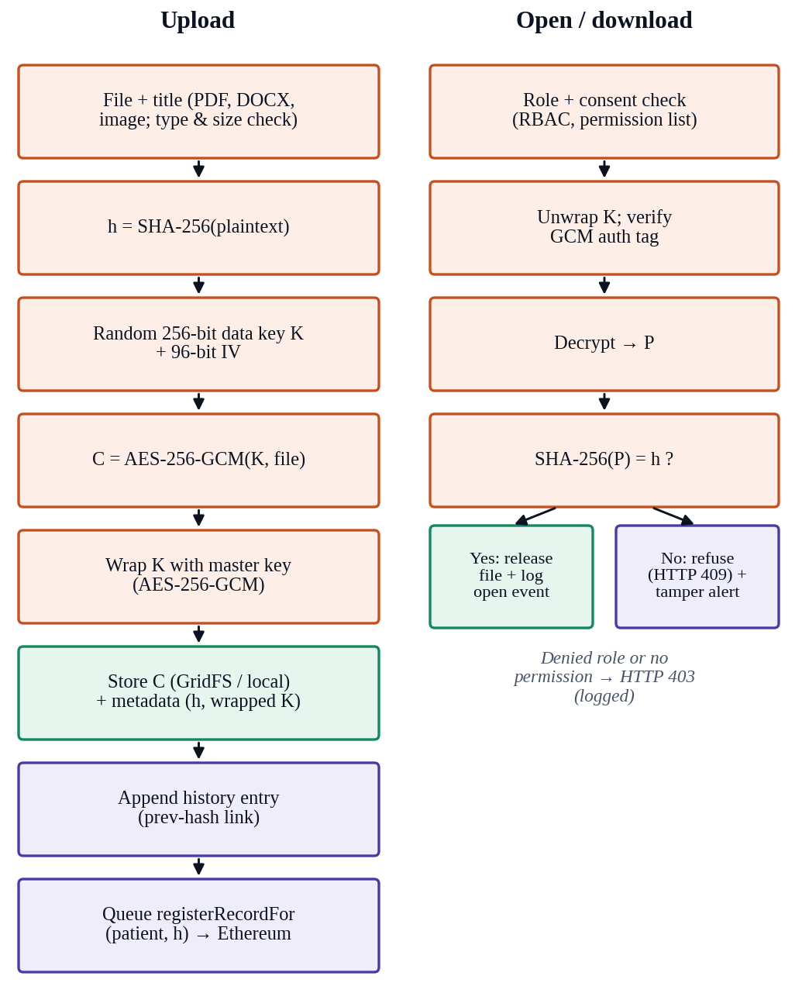 Upload
File + title (PDF, DOCX,
image; type & size check)
h = SHA-256(plaintext)
Random 256-bit data key K
+ 96-bit IV
C = AES-256-GCM(K, file)
Wrap K with master key
(AES-256-GCM)
Store C (GridFS / local)
+ metadata (h, wrapped K)
Append history entry
(prev-hash link)
Queue registerRecordFor
(patient, h) → Ethereum
Open / download
Role + consent check
(RBAC, permission list)
Unwrap K; verify
GCM auth tag
Decrypt → P
SHA-256(P) = h ?
Yes: release
file + log
open event
No: refuse
(HTTP 409) +
tamper alert
Denied role or no
permission → HTTP 403
(logged)